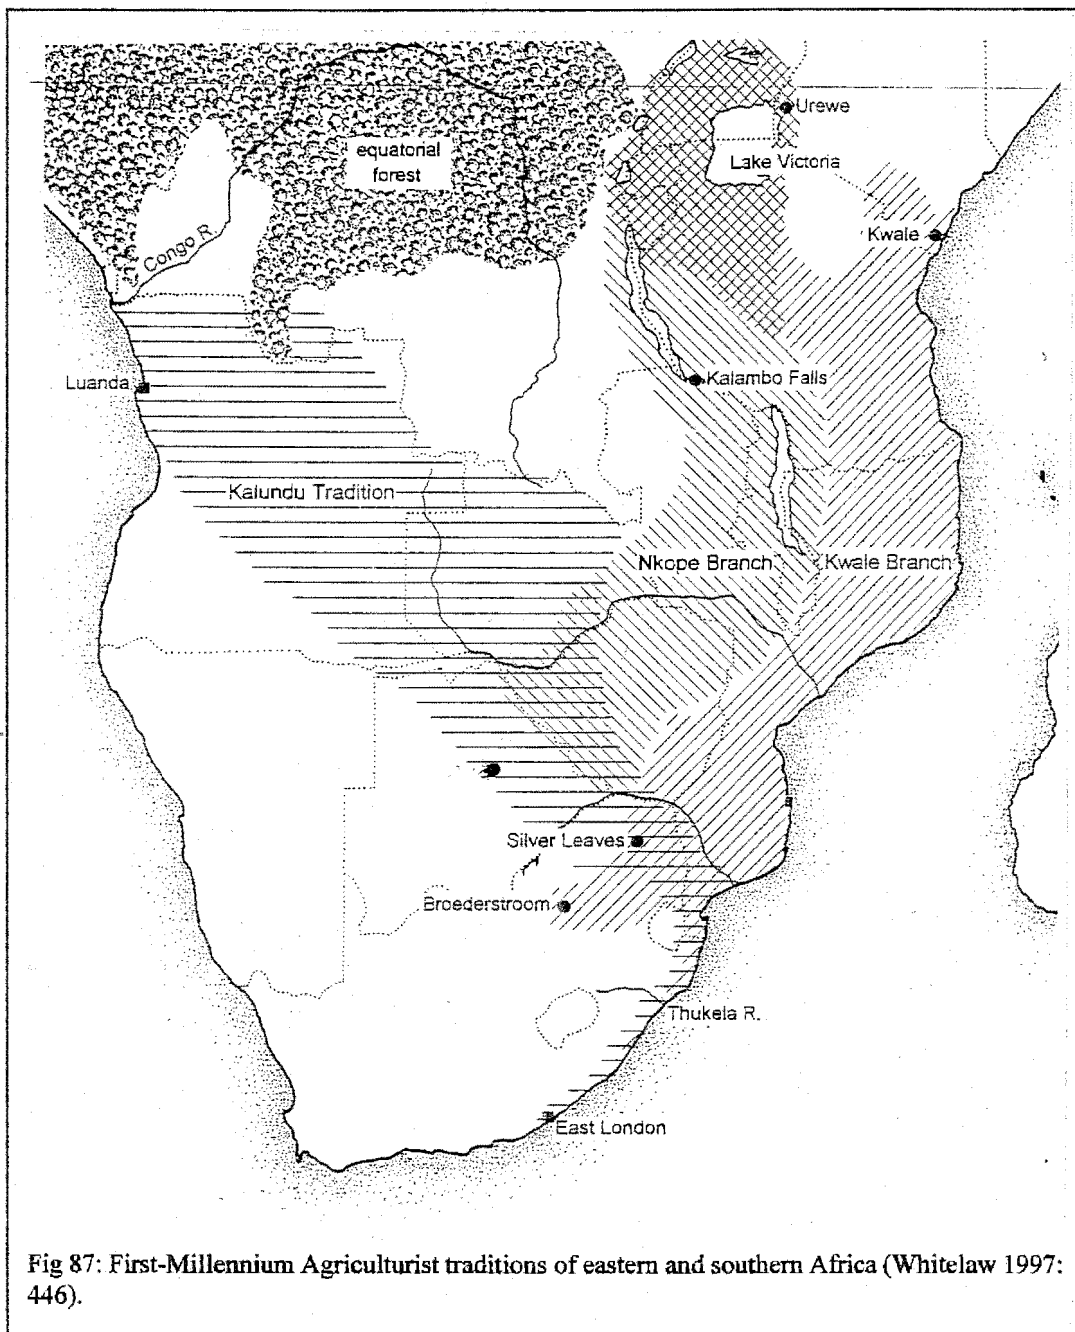 equatorial
forest
Urewe
Lake Victoria
Kwale
Congo R.
Luanda
Kalambo Falls
Kalundu Tradition
Nkope Branch
Kwale Branch
Silver Leaves
Broederstroom
Thukela R.
East London
Fig 87: First-Millennium Agriculturist traditions of eastern and southern Africa (Whitelaw 1997:
446).